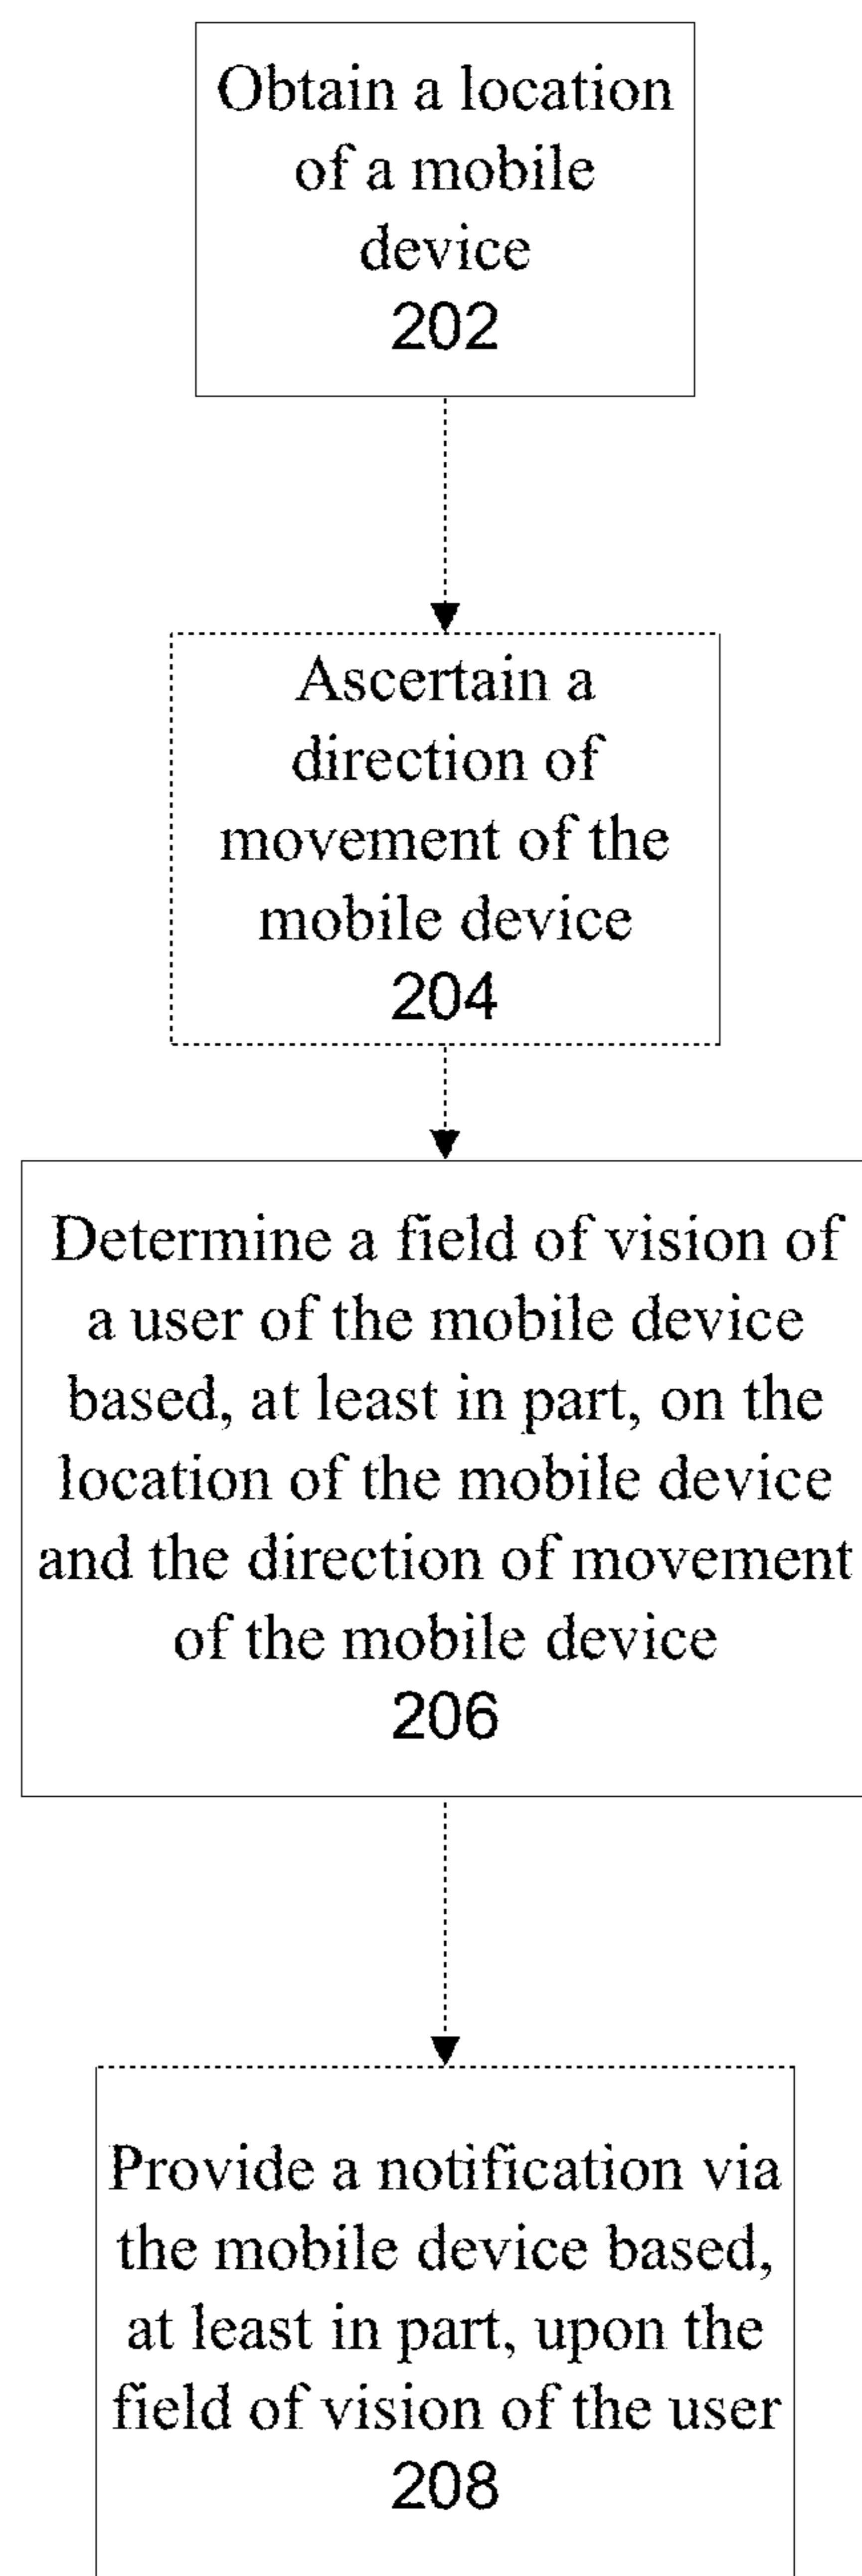 Obtain a location
of a mobile
device
202
Ascertain a
direction of
movement of the
mobile device
204
Determine a field of vision of
a user of the mobile device
based, at least in part, on the
location of the mobile device
and the direction of movement
of the mobile device
206
Provide a notification via
the mobile device based,
at least in part, upon the
field of vision of the user
208